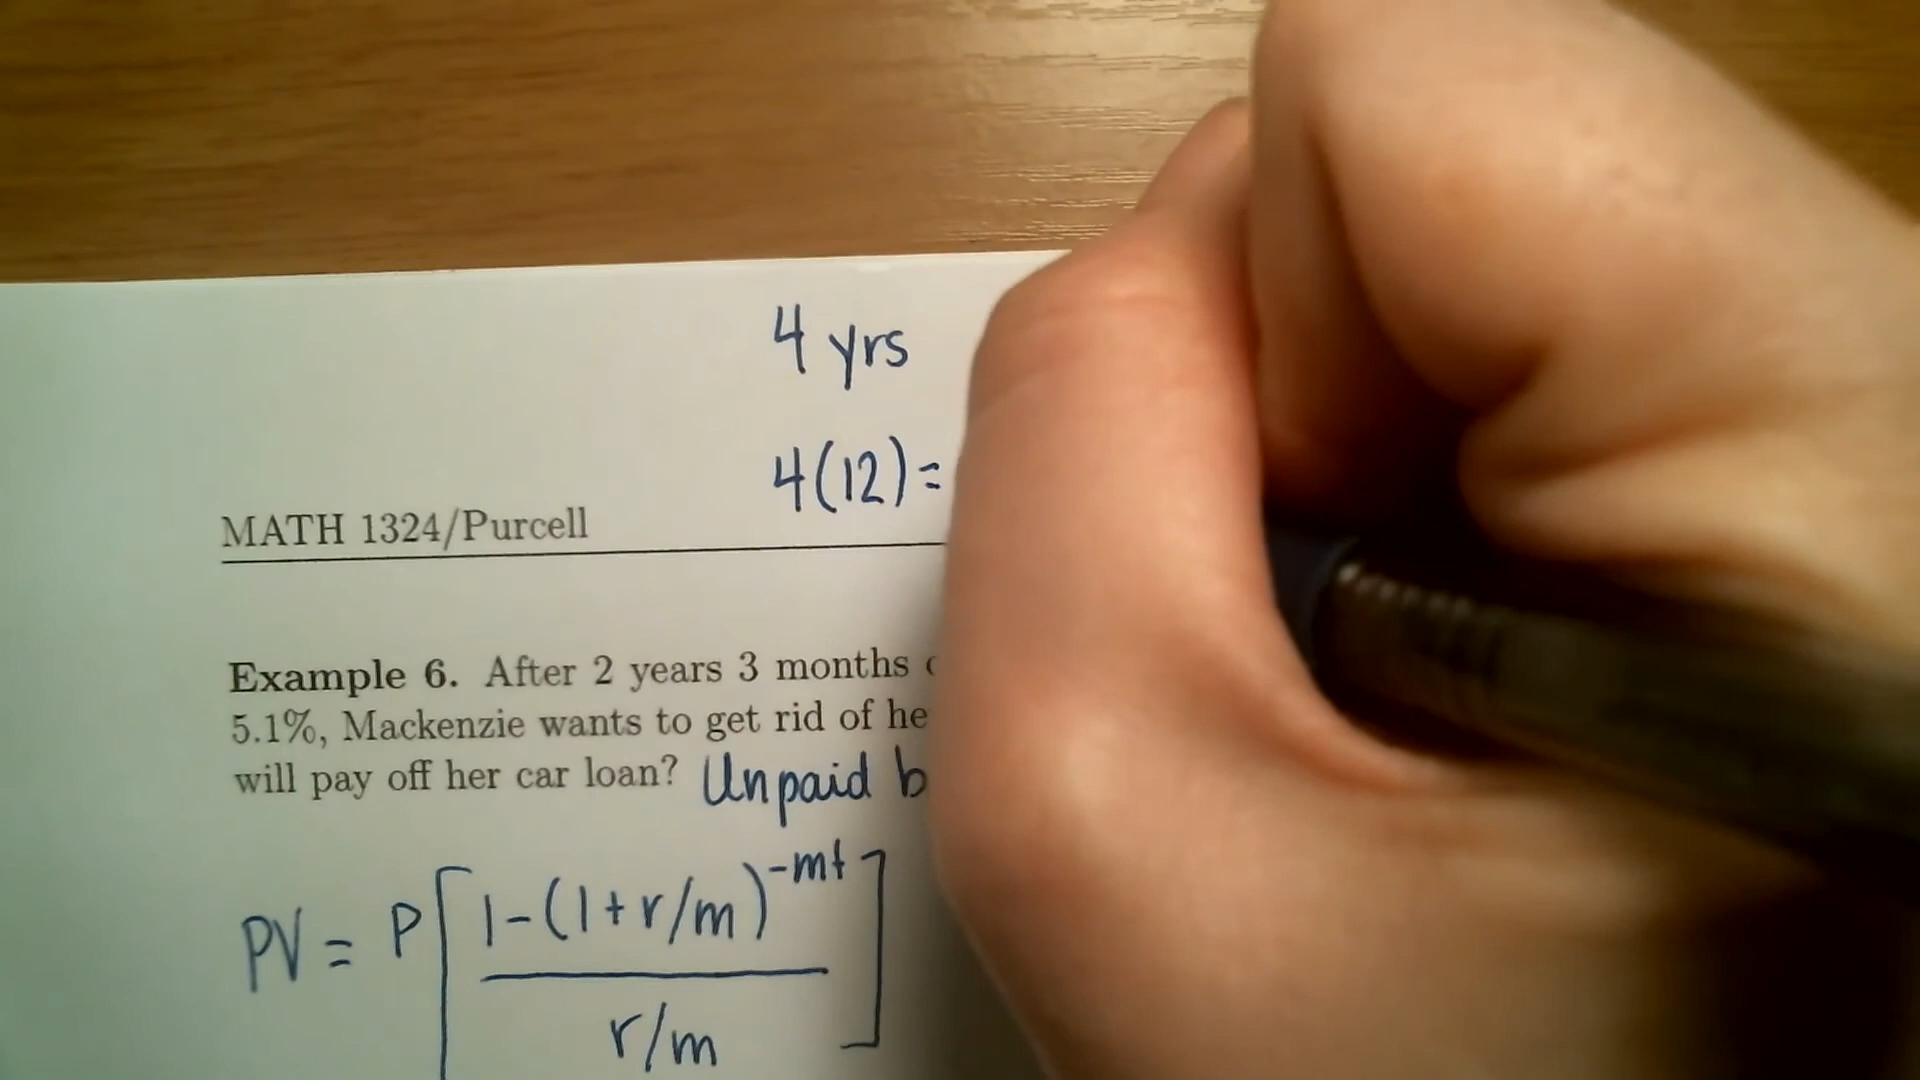 4 yrs
4(12)=
MATH 1324/Purcell
Example 6. After 2 years 3 months
5.1%, Mackenzie wants to get rid of he
will pay off her car loan? Unpaid b
PV = P[1-(1+r/m)^-mt
r/m]